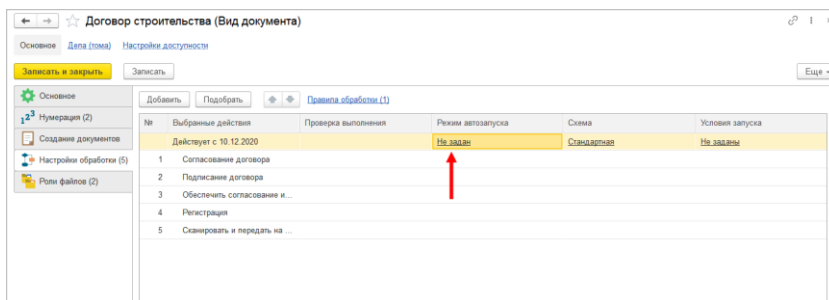 Договор строительства (Вид документа)
Основное Дела (тома) Настройки доступности
Записать и закрыть Записать Еще
Основное
Нумерация (2)
Создание документов
Настройки обработки (5)
Роли файлов (2)
Добавить Подобрать Правила обработки (1)
№ Выбранные действия Проверка выполнения Режим автозапуска Схема Условия запуска
Действует с 10.12.2020 Не задан Стандартная Не заданы
1 Согласование договора
2 Подписание договора
3 Обеспечить согласование и...
4 Регистрация
5 Сканировать и передать на ...